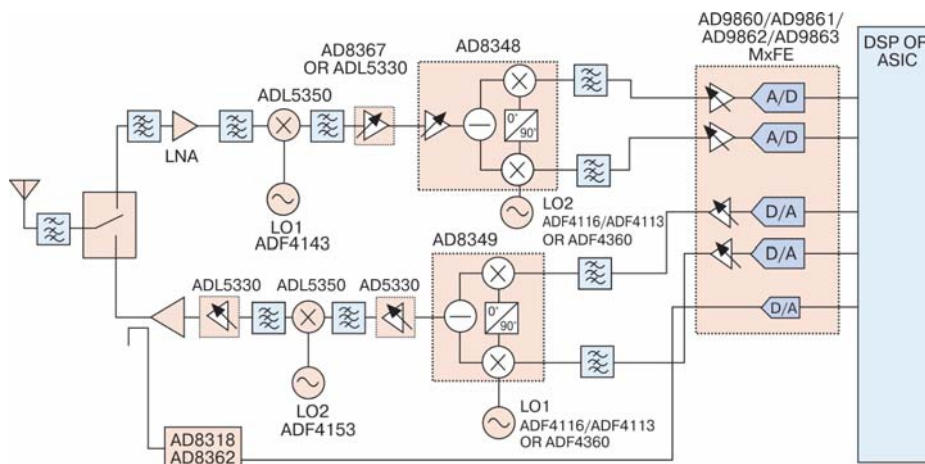 AD9860/AD9861/
AD9862/AD9863
MxFE
DSP OR
ASIC
AD8367
OR ADL5330
AD8348
ADL5350
LNA
0°
90°
A/D
A/D
LO1
ADF4143
LO2
ADF4116/ADF4113
OR ADF4360
D/A
D/A
D/A
AD8349
ADL5330
ADL5350
AD5330
0°
90°
LO2
ADF4153
LO1
ADF4116/ADF4113
OR ADF4360
AD8318
AD8362